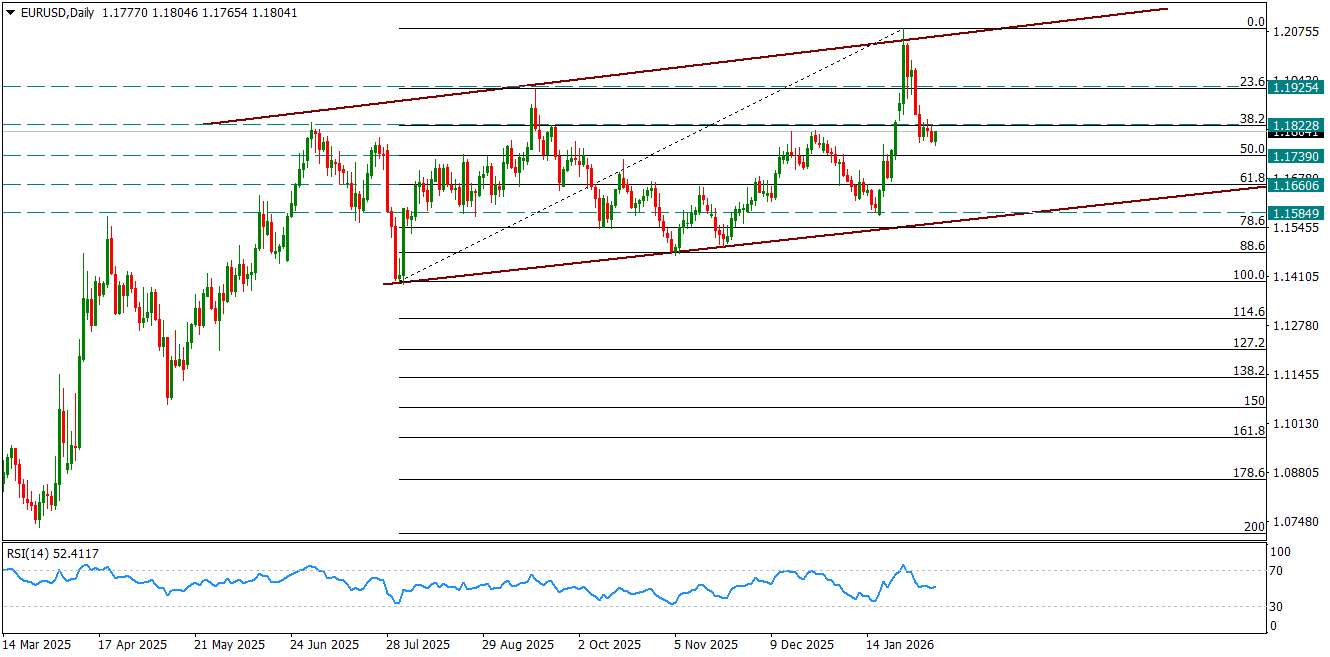 EURUSD,Daily 1.17770 1.18046 1.17654 1.18041
0.0
1.20755
23.6
1.19254
38.2
1.18228
50.0
1.17390
61.8
1.16606
1.15849
78.6
1.15455
88.6
100.0
1.14105
114.6
1.12780
127.2
138.2
1.11455
150
161.8
1.10130
178.6
1.08805
200
1.07480
RSI(14) 52.4117
100
70
30
0
14 Mar 2025
17 Apr 2025
21 May 2025
24 Jun 2025
28 Jul 2025
29 Aug 2025
2 Oct 2025
5 Nov 2025
9 Dec 2025
14 Jan 2026